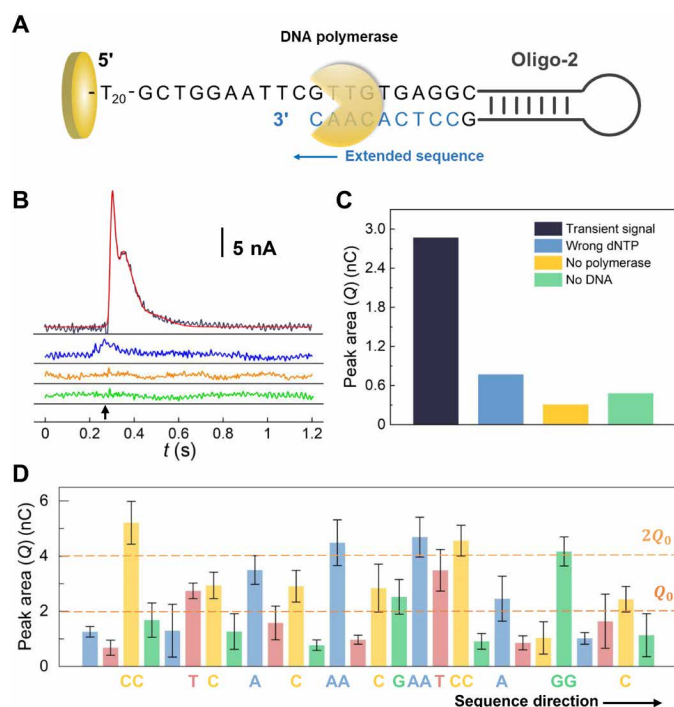 A
DNA polymerase
5'
Oligo-2
-T20-GCTGGAATTCGTTGTGAGGC
3' CAACACTCCG
Extended sequence
B
5 nA
0 0.2 0.4 0.6 0.8 1.0 1.2
t (s)
C
Peak area (Q) (nC)
3.0
2.4
1.2
0.6
0
Transient signal
Wrong dNTP
No polymerase
No DNA
D
Peak area (Q) (nC)
6
4
2
0
2Q0
Q0
CC T C A C AA C G AA T CC A GG C
Sequence direction